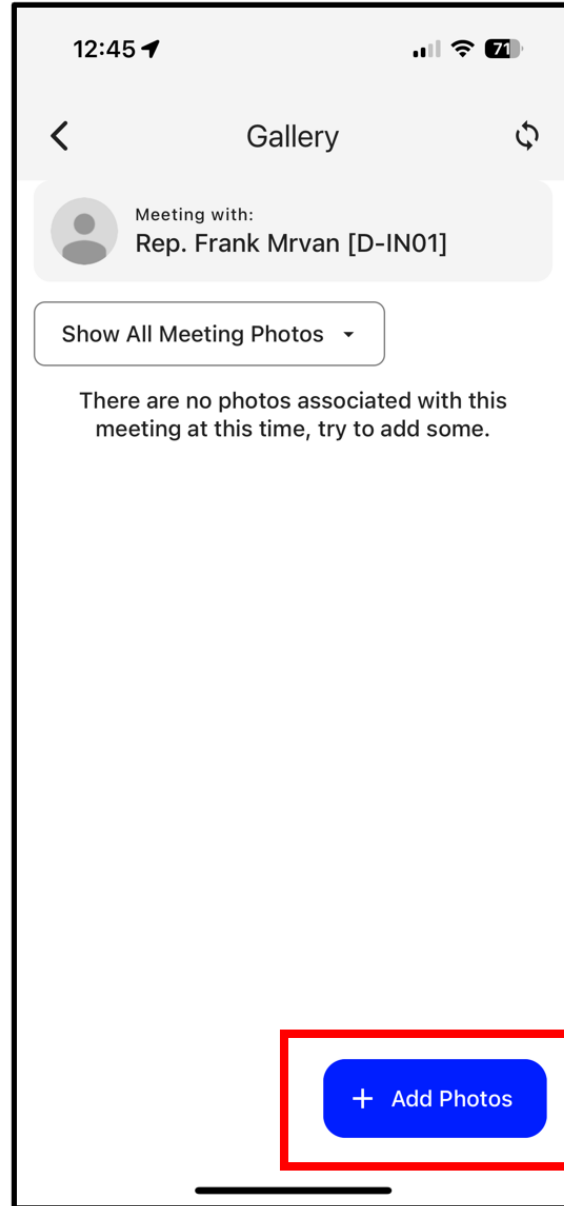 12:45
71
Gallery
Meeting with:
Rep. Frank Mrvan [D-IN01]
Show All Meeting Photos
There are no photos associated with this
meeting at this time, try to add some.
+ Add Photos